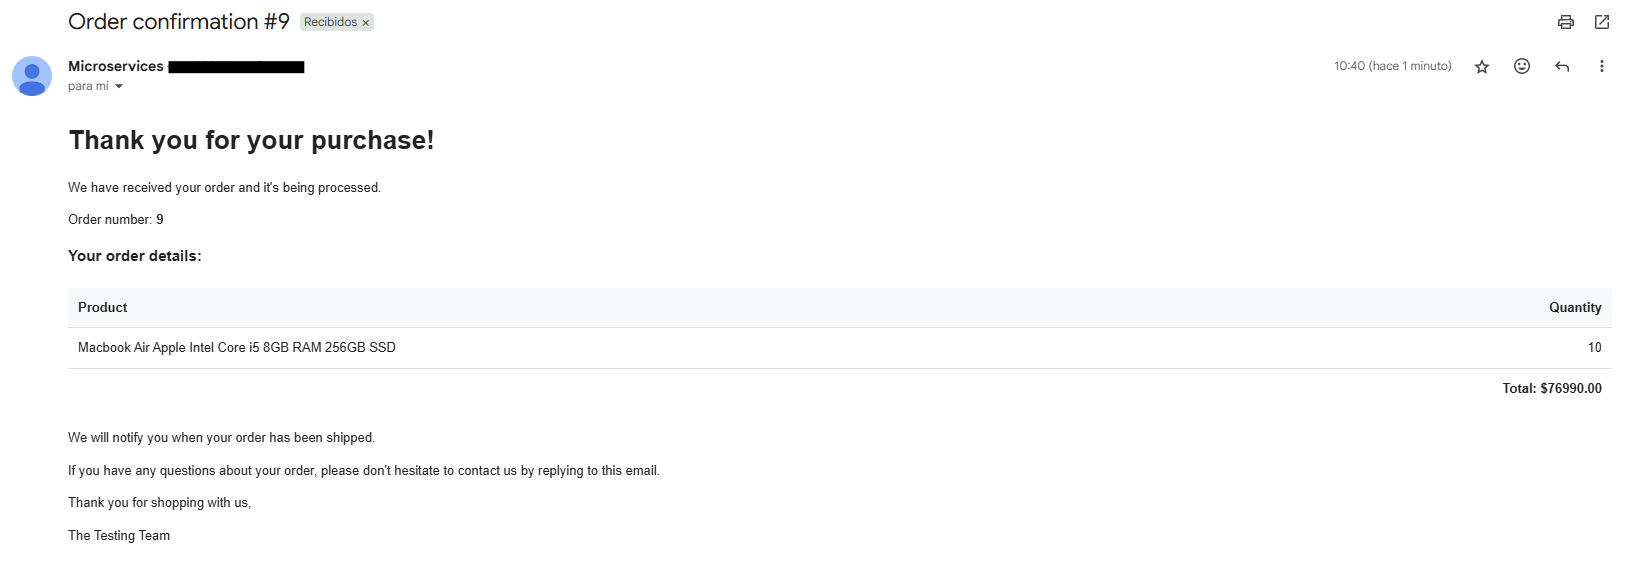 Order confirmation #9 Recibidos x
Microservices 10:40 (hace 1 minuto)
para mí
Thank you for your purchase!
We have received your order and it's being processed.
Order number: 9
Your order details:
Product Quantity
Macbook Air Apple Intel Core i5 8GB RAM 256GB SSD 10
Total: $76990.00
We will notify you when your order has been shipped.
If you have any questions about your order, please don't hesitate to contact us by replying to this email.
Thank you for shopping with us,
The Testing Team